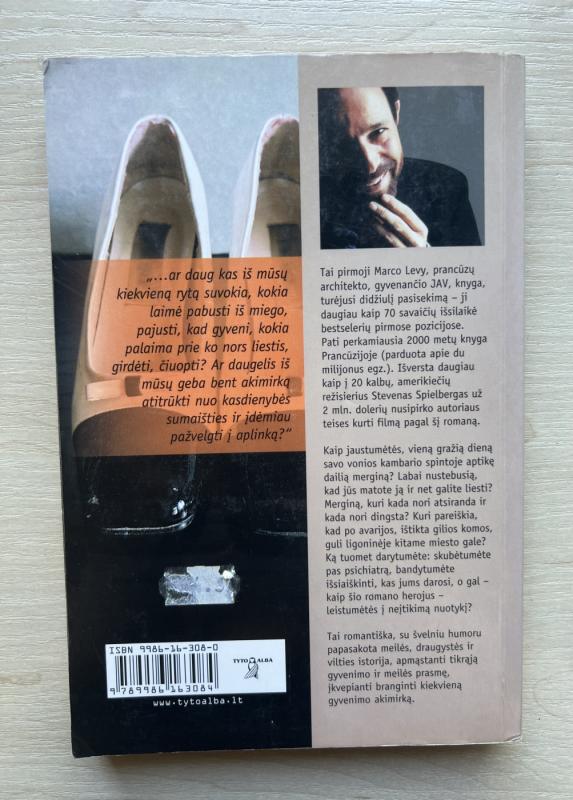 „...ar daug kas iš mūsų
kiekvieną rytą suvokia, kokia
laimė pabusti iš miego,
pajusti, kad gyveni, kokia
palaima prie ko nors liestis,
girdėti, čiuopti? Ar daugelis iš
mūsų geba bent akimirką
atitrūkti nuo kasdienybės
sumaišties ir įdėmiau
pažvelgti į aplinką?“
ISBN 9986-16-308-0
9 789986 163084
TYTO ALBA
www.tytoalba.lt
Tai pirmoji Marco Levy, prancūzų
architekto, gyvenančio JAV, knyga,
turėjusi didžiulį pasisekimą – ji
daugiau kaip 70 savaičių išsilaikė
bestselerių pirmose pozicijose.
Pati perkamiausia 2000 metų knyga
Prancūzijoje (parduota apie du
milijonus egz.). Išversta daugiau
kaip į 20 kalbų, amerikiečių
režisierius Stevenas Spielbergas už
2 mln. dolerių nusipirko autoriaus
teises kurti filmą pagal šį romaną.
Kaip jaustumėtės, vieną gražią dieną
savo vonios kambario spintoje aptikę
dailią merginą? Labai nustebusią,
kad jūs matote ją ir net galite liesti?
Merginą, kuri kada nori atsiranda ir
kada nori dingsta? Kuri pareiškia,
kad po avarijos, ištikta gilios komos,
guli ligoninėje kitame miesto gale?
Ką tuomet darytumėte: skubėtumėte
pas psichiatrą, bandytumėte
išsiaiškinti, kas jums darosi, o gal –
kaip šio romano herojus –
leistumėtės į neįtikimą nuotykį?
Tai romantiška, su švelniu humoru
papasakota meilės, draugystės ir
vilties istorija, apmąstanti tikrąją
gyvenimo ir meilės prasmę,
įkvepianti branginti kiekvieną
gyvenimo akimirką.